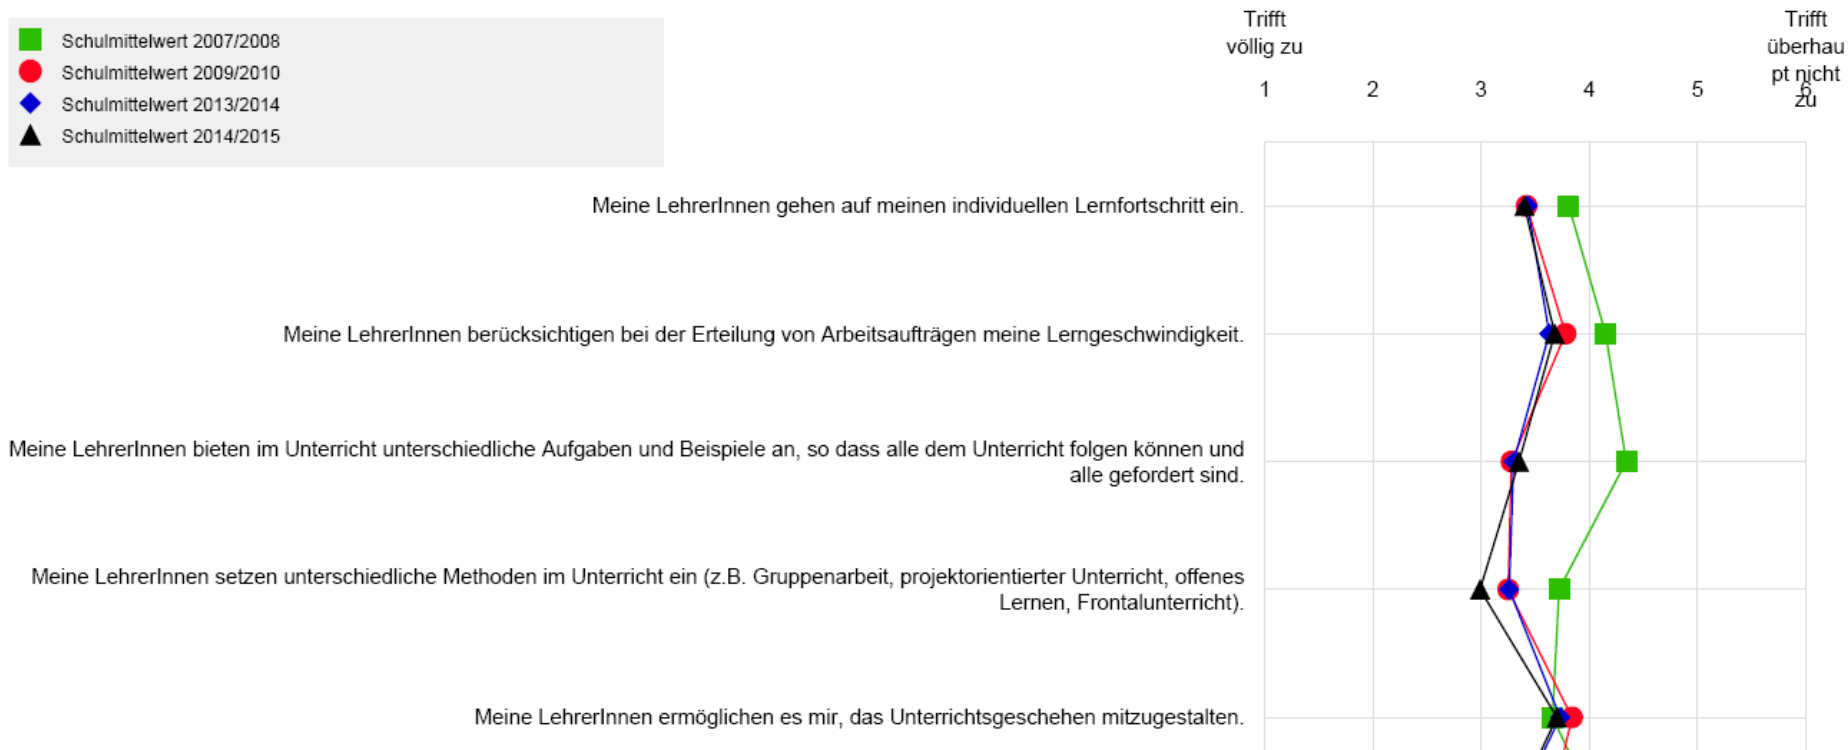 Schulmittelwert 2007/2008
Schulmittelwert 2009/2010
Schulmittelwert 2013/2014
Schulmittelwert 2014/2015
Trifft
völlig zu
Trifft
überhau
pt nicht
zu
1 2 3 4 5 6
Meine LehrerInnen gehen auf meinen individuellen Lernfortschritt ein.
Meine LehrerInnen berücksichtigen bei der Erteilung von Arbeitsaufträgen meine Lerngeschwindigkeit.
Meine LehrerInnen bieten im Unterricht unterschiedliche Aufgaben und Beispiele an, so dass alle dem Unterricht folgen können und
alle gefordert sind.
Meine LehrerInnen setzen unterschiedliche Methoden im Unterricht ein (z.B. Gruppenarbeit, projektorientierter Unterricht, offenes
Lernen, Frontalunterricht).
Meine LehrerInnen ermöglichen es mir, das Unterrichtsgeschehen mitzugestalten.